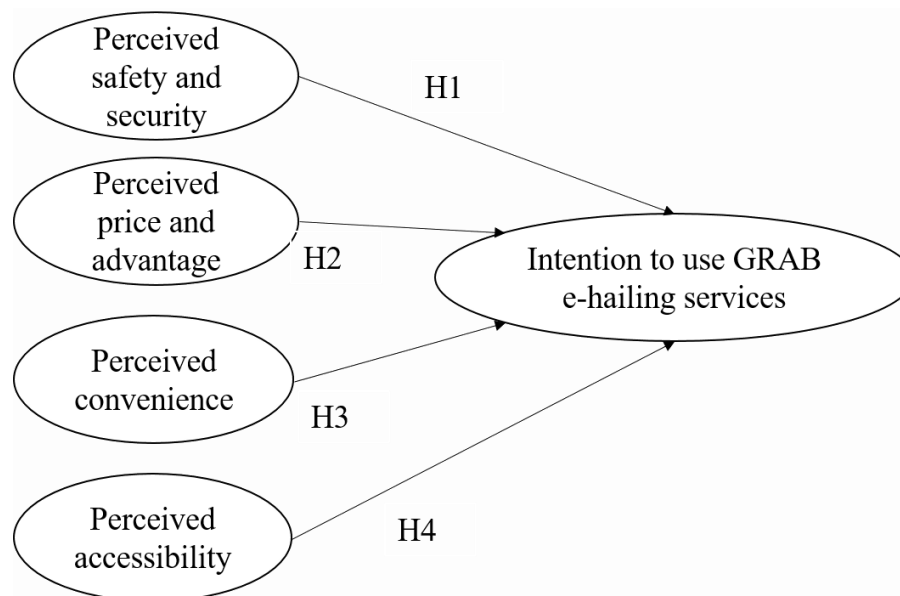 Perceived
safety and
security
H1
Perceived
price and
advantage
H2
Intention to use GRAB
e-hailing services
Perceived
convenience
H3
Perceived
accessibility
H4